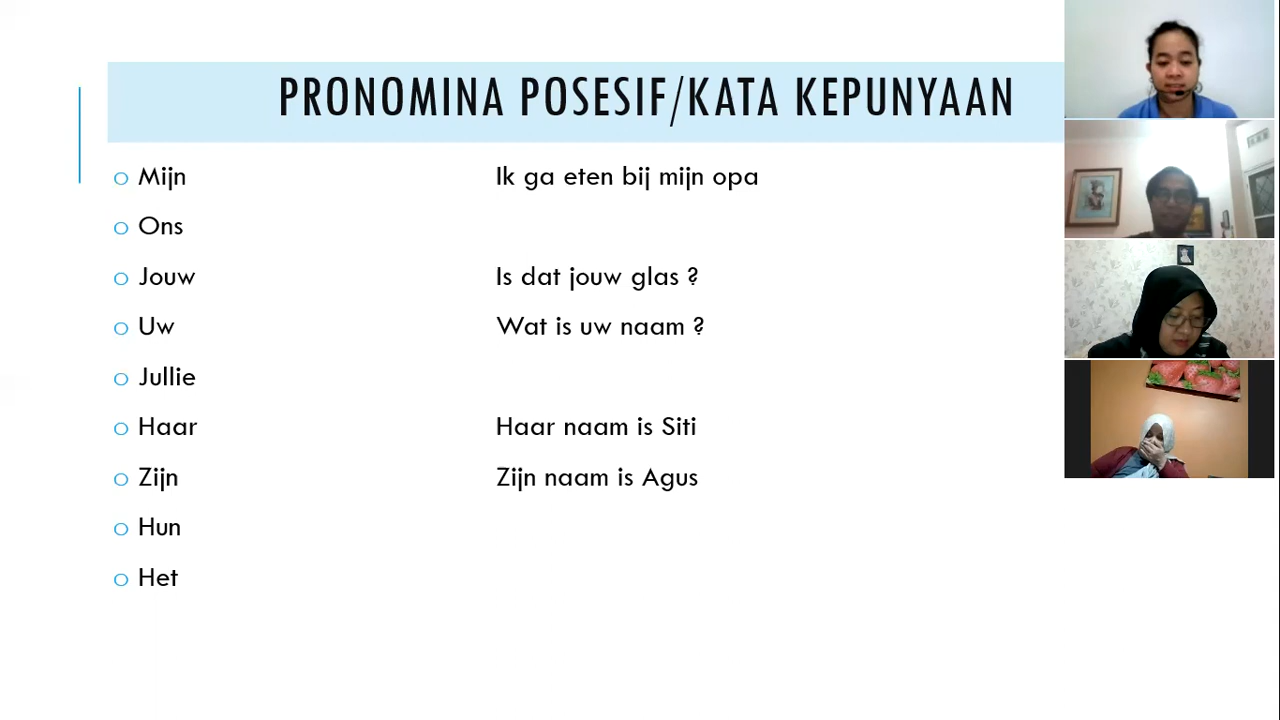 PRONOMINA POSESIF/KATA KEPUNYAAN
Mijn Ik ga eten bij mijn opa
Ons
Jouw Is dat jouw glas ?
Uw Wat is uw naam ?
Jullie
Haar Haar naam is Siti
Zijn Zijn naam is Agus
Hun
Het